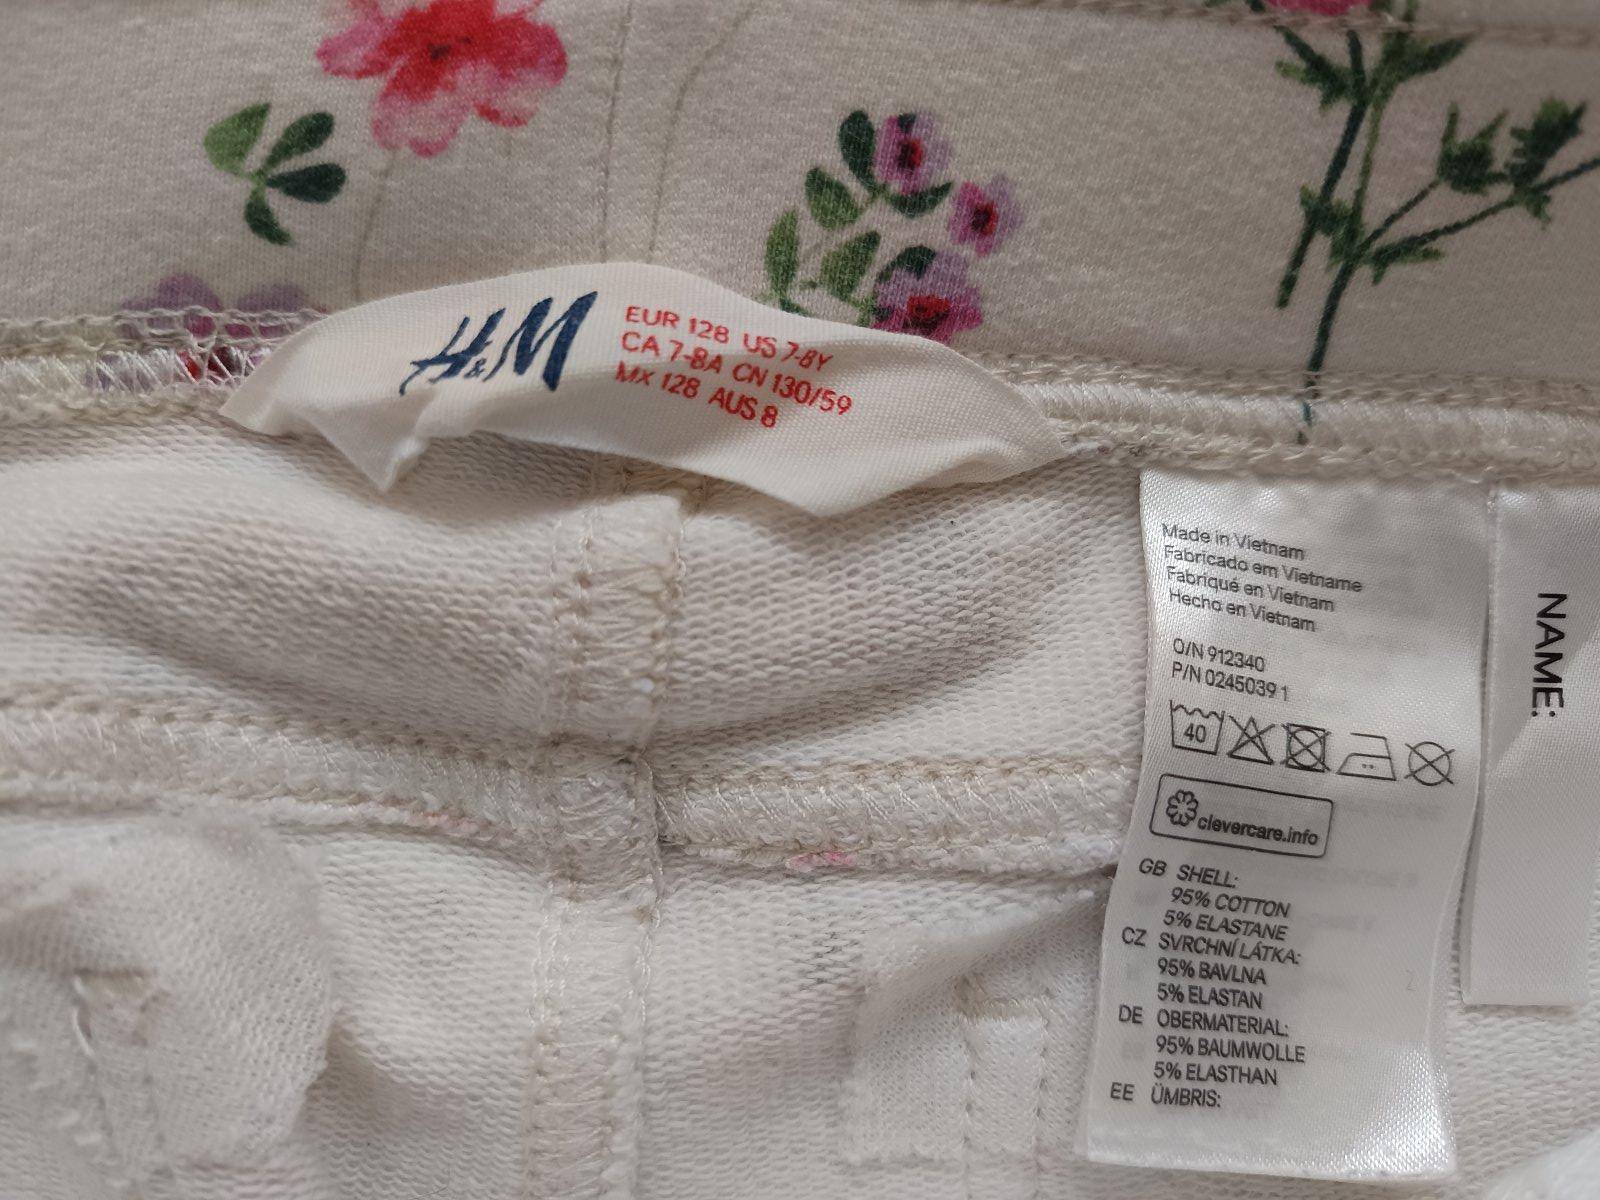 H&M
EUR 128 US 7-8Y
CA 7-8A CN 130/59
MX 128 AUS 8
Made in Vietnam
Fabricado em Vietname
Fabriqué en Vietnam
Hecho en Vietnam
O/N 912340
P/N 0245039 1
40
clevercare.info
GB SHELL:
95% COTTON
5% ELASTANE
CZ SVRCHNÍ LÁTKA:
95% BAVLNA
5% ELASTAN
DE OBERMATERIAL:
95% BAUMWOLLE
5% ELASTHAN
EE ÜMBRIS:
NAME: